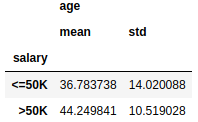 age
mean std
salary
<=50K 36.783738 14.020088
>50K 44.249841 10.519028